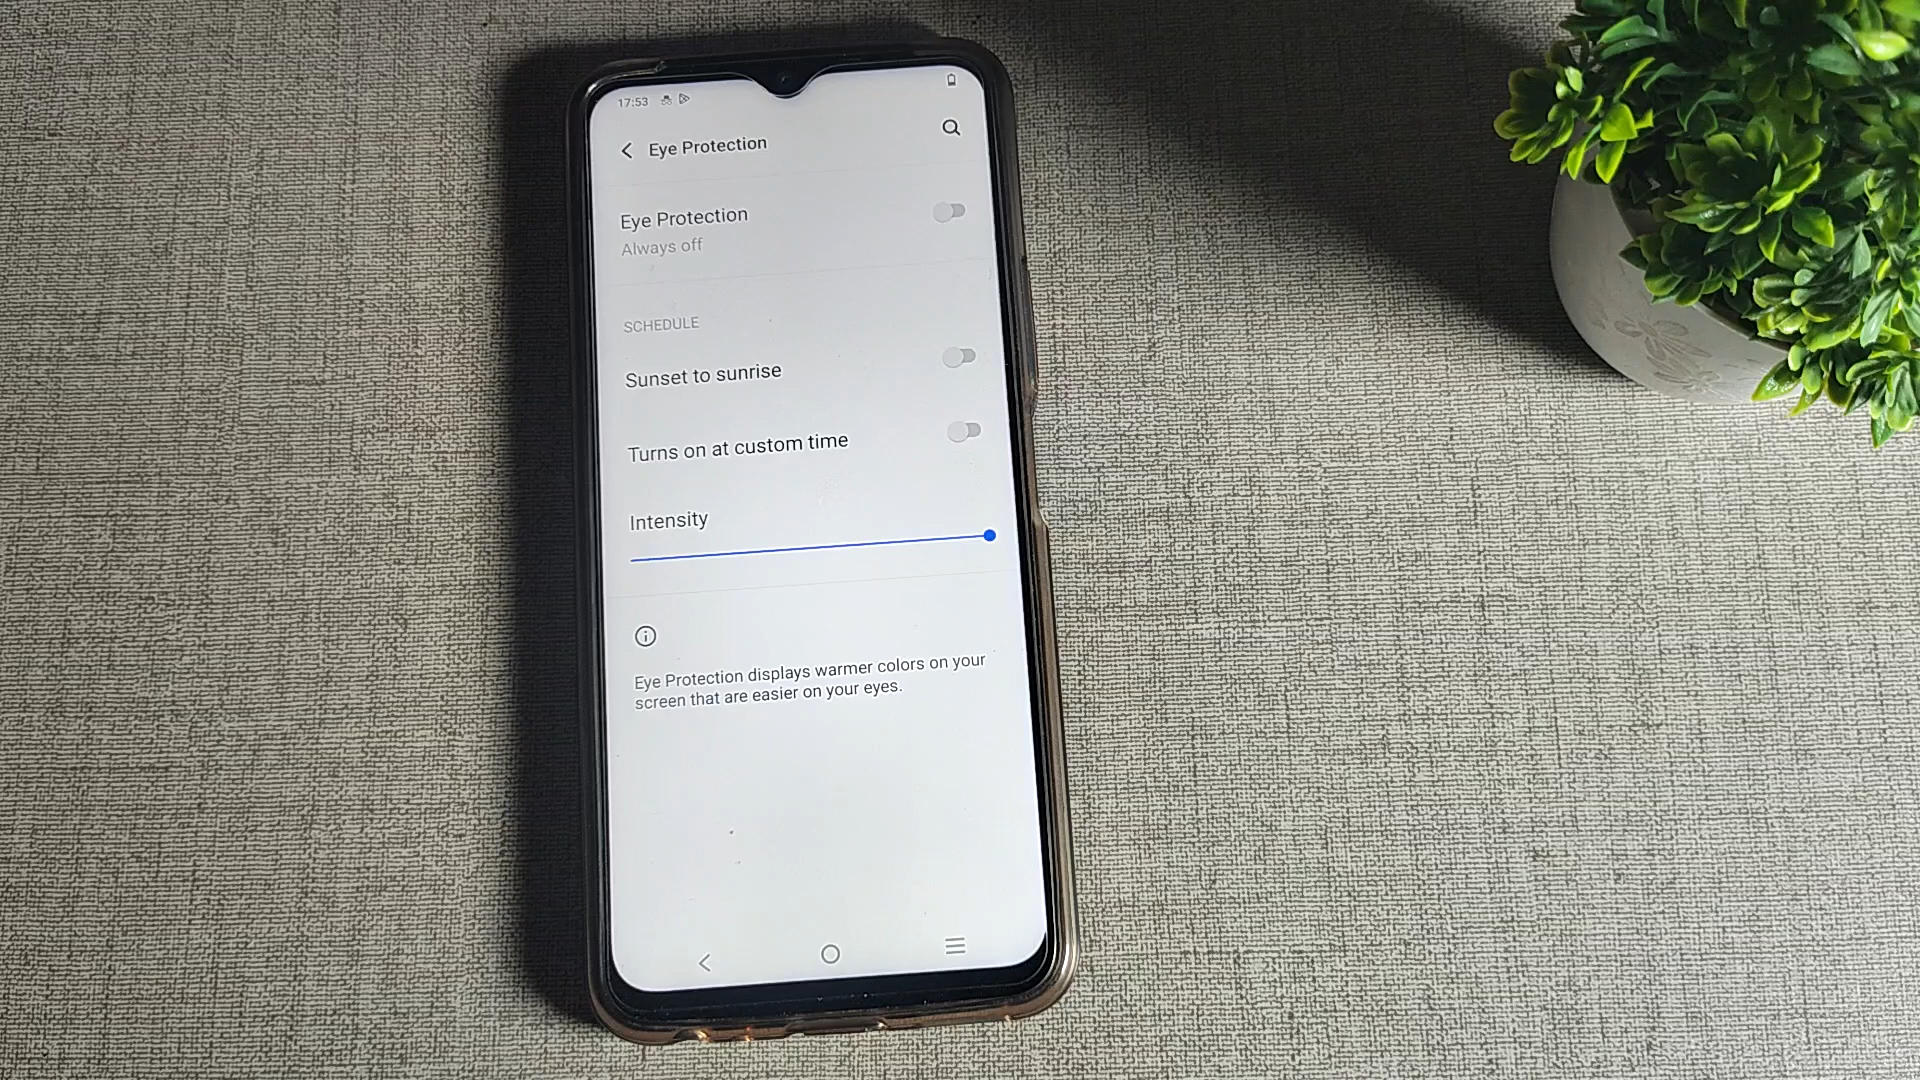 17:53
Eye Protection
Eye Protection
Always off
SCHEDULE
Sunset to sunrise
Turns on at custom time
Intensity
Eye Protection displays warmer colors on your
screen that are easier on your eyes.